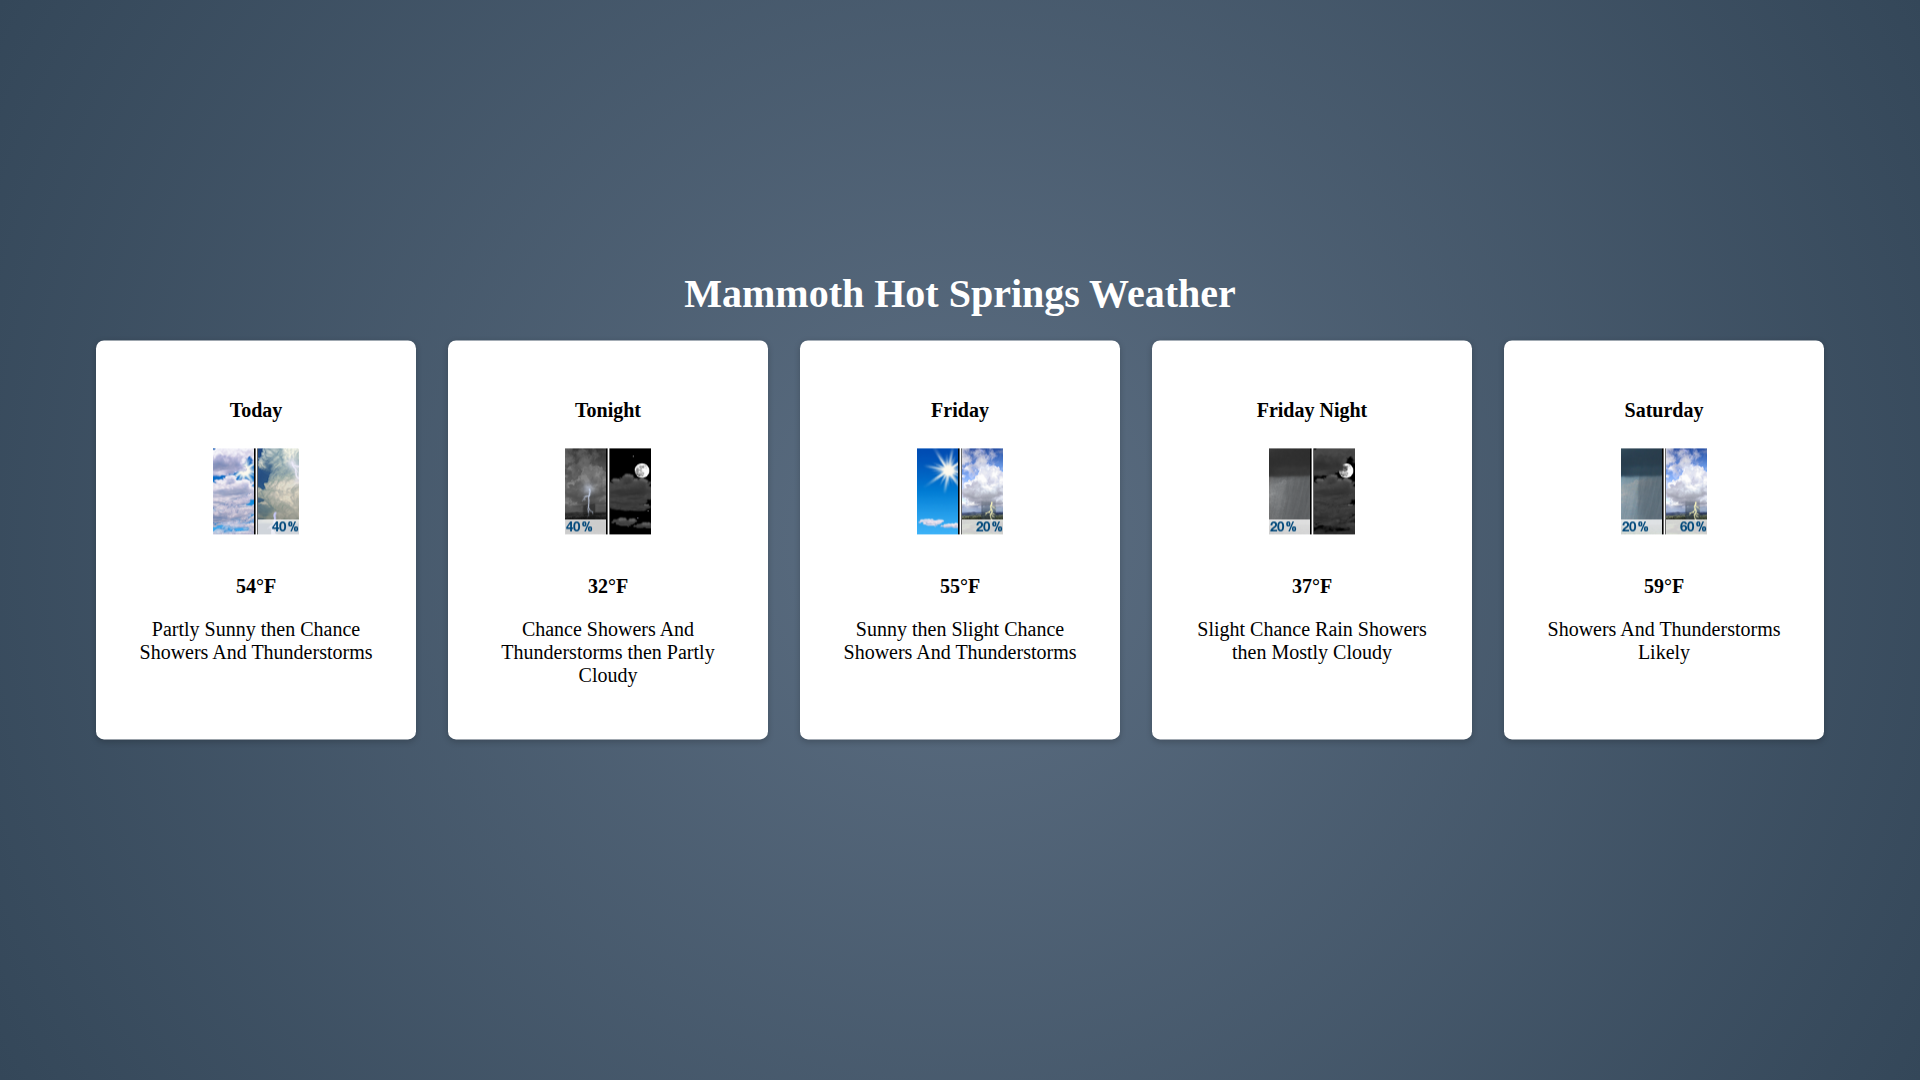 Mammoth Hot Springs Weather
Today
40%
54°F
Partly Sunny then Chance
Showers And Thunderstorms
Tonight
40%
32°F
Chance Showers And
Thunderstorms then Partly
Cloudy
Friday
20%
55°F
Sunny then Slight Chance
Showers And Thunderstorms
Friday Night
20%
37°F
Slight Chance Rain Showers
then Mostly Cloudy
Saturday
20% 60%
59°F
Showers And Thunderstorms
Likely